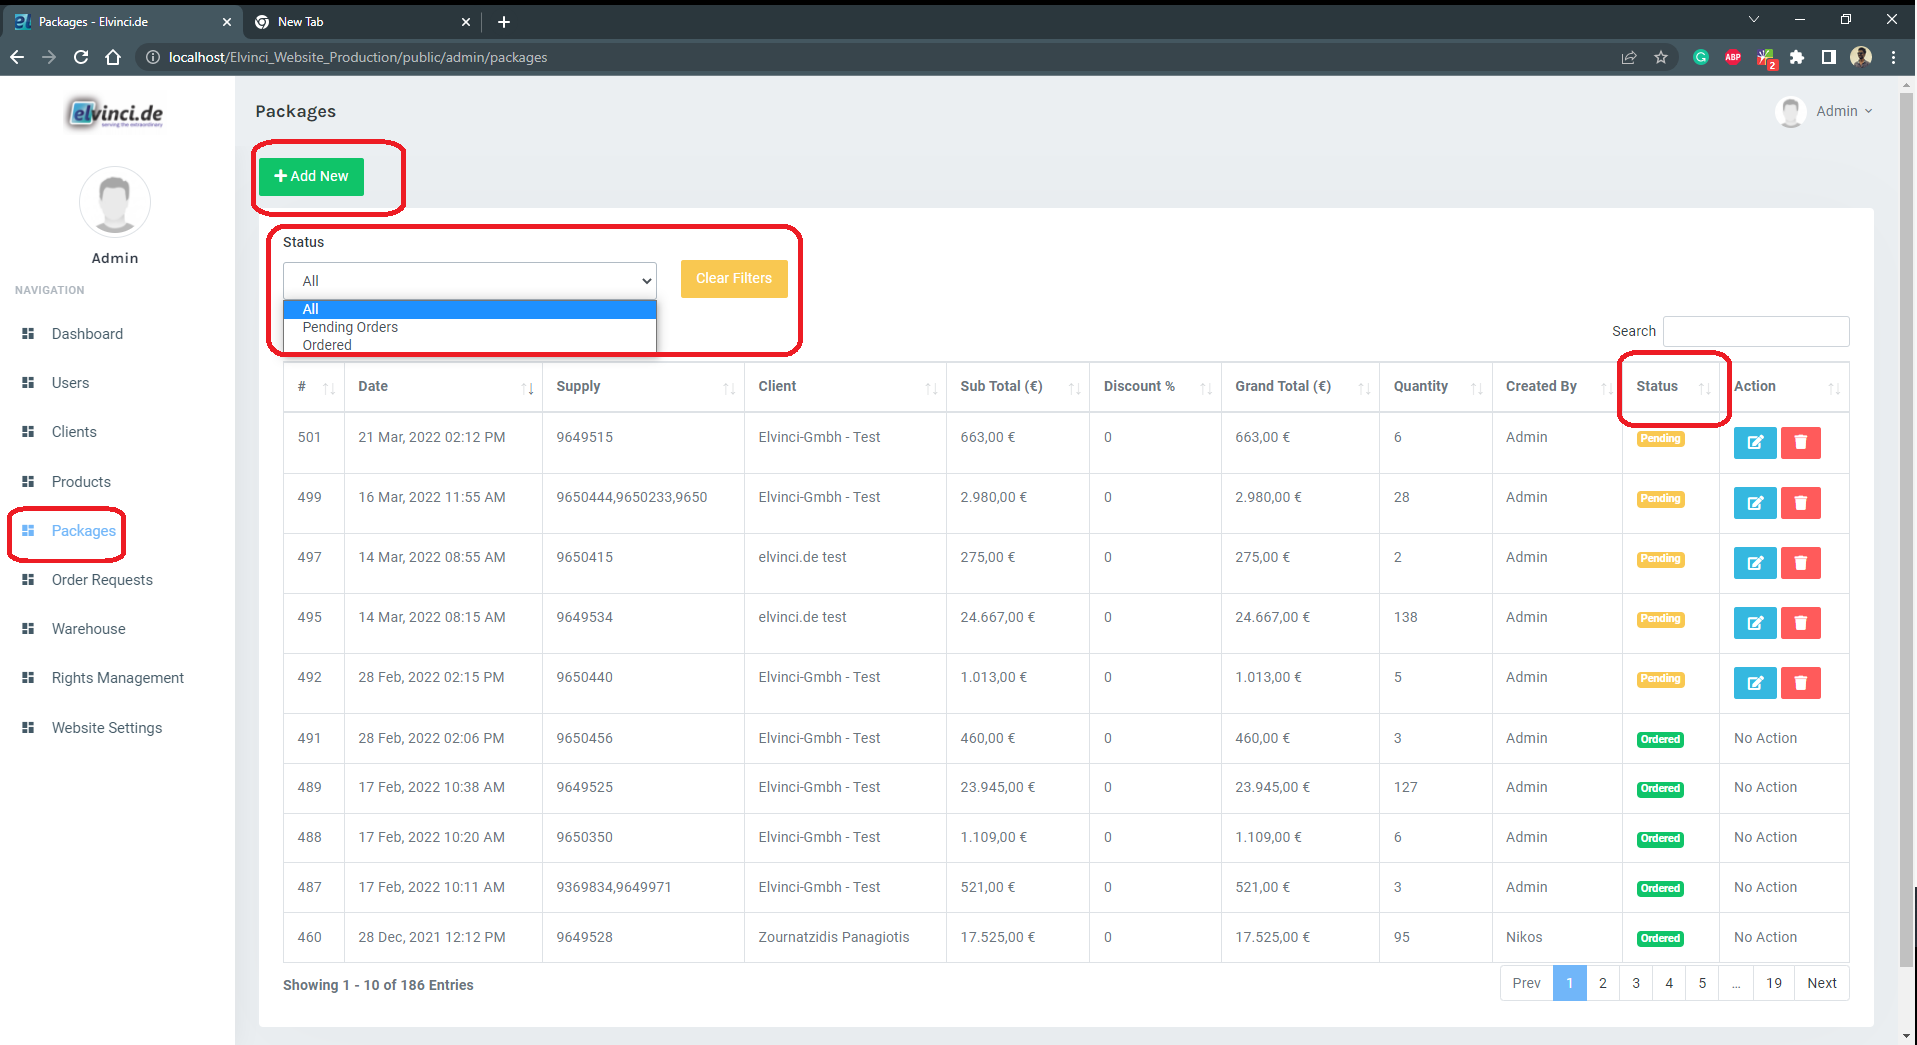 Packages - Elvinci.de
New Tab
localhost/Elvinci_Website_Production/public/admin/packages
ABP
2
elvinci.de
serving the extraordinary
Admin
NAVIGATION
Dashboard
Users
Clients
Products
Packages
Order Requests
Warehouse
Rights Management
Website Settings
Packages
Admin
Add New
Status
All
Clear Filters
All
Pending Orders
Ordered
Search
# Date Supply Client Sub Total (€) Discount % Grand Total (€) Quantity Created By Status Action
501 21 Mar, 2022 02:12 PM 9649515 Elvinci-Gmbh - Test 663,00 € 0 663,00 € 6 Admin Pending
499 16 Mar, 2022 11:55 AM 9650444,9650233,9650 Elvinci-Gmbh - Test 2.980,00 € 0 2.980,00 € 28 Admin Pending
497 14 Mar, 2022 08:55 AM 9650415 elvinci.de test 275,00 € 0 275,00 € 2 Admin Pending
495 14 Mar, 2022 08:15 AM 9649534 elvinci.de test 24.667,00 € 0 24.667,00 € 138 Admin Pending
492 28 Feb, 2022 02:15 PM 9650440 Elvinci-Gmbh - Test 1.013,00 € 0 1.013,00 € 5 Admin Pending
491 28 Feb, 2022 02:06 PM 9650456 Elvinci-Gmbh - Test 460,00 € 0 460,00 € 3 Admin Ordered No Action
489 17 Feb, 2022 10:38 AM 9649525 Elvinci-Gmbh - Test 23.945,00 € 0 23.945,00 € 127 Admin Ordered No Action
488 17 Feb, 2022 10:20 AM 9650350 Elvinci-Gmbh - Test 1.109,00 € 0 1.109,00 € 6 Admin Ordered No Action
487 17 Feb, 2022 10:11 AM 9369834,9649971 Elvinci-Gmbh - Test 521,00 € 0 521,00 € 3 Admin Ordered No Action
460 28 Dec, 2021 12:12 PM 9649528 Zournatzidis Panagiotis 17.525,00 € 0 17.525,00 € 95 Nikos Ordered No Action
Showing 1 - 10 of 186 Entries
Prev 1 2 3 4 5 ... 19 Next